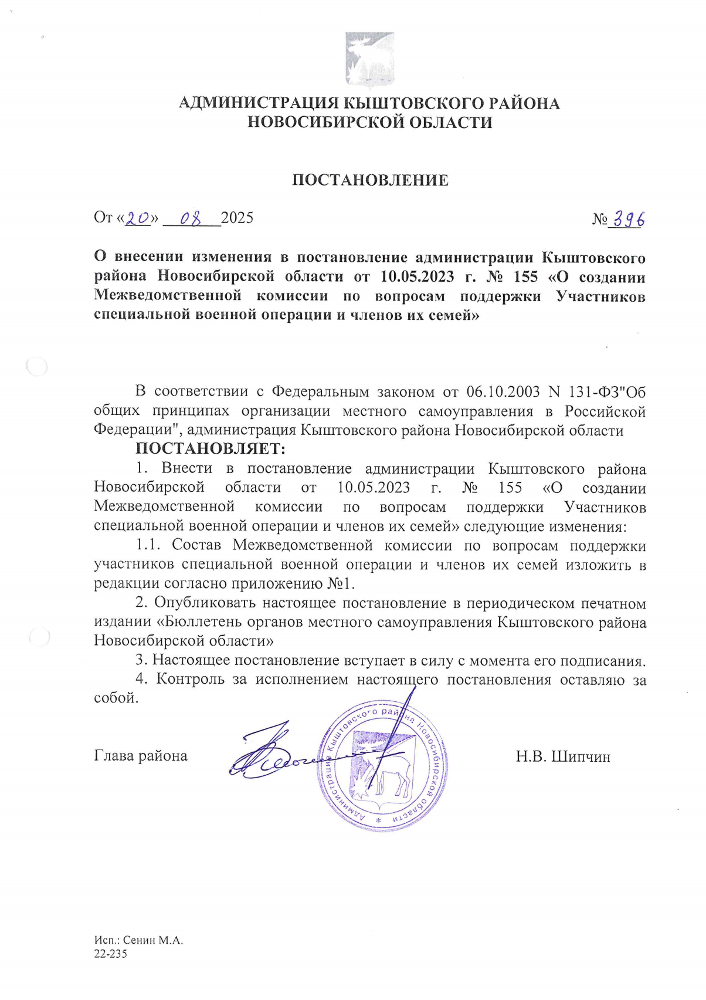 АДМИНИСТРАЦИЯ КЫШТОВСКОГО РАЙОНА
НОВОСИБИРСКОЙ ОБЛАСТИ
ПОСТАНОВЛЕНИЕ
От «20» 08 2025 № 396
О внесении изменения в постановление администрации Кыштовского
района Новосибирской области от 10.05.2023 г. № 155 «О создании
Межведомственной комиссии по вопросам поддержки Участников
специальной военной операции и членов их семей»
В соответствии с Федеральным законом от 06.10.2003 N 131-ФЗ"Об
общих принципах организации местного самоуправления в Российской
Федерации", администрация Кыштовского района Новосибирской области
ПОСТАНОВЛЯЕТ:
1. Внести в постановление администрации Кыштовского района
Новосибирской области от 10.05.2023 г. № 155 «О создании
Межведомственной комиссии по вопросам поддержки Участников
специальной военной операции и членов их семей» следующие изменения:
1.1. Состав Межведомственной комиссии по вопросам поддержки
участников специальной военной операции и членов их семей изложить в
редакции согласно приложению №1.
2. Опубликовать настоящее постановление в периодическом печатном
издании «Бюллетень органов местного самоуправления Кыштовского района
Новосибирской области»
3. Настоящее постановление вступает в силу с момента его подписания.
4. Контроль за исполнением настоящего постановления оставляю за
собой.
Глава района Н.В. Шипчин
Администрация Кыштовского района Новосибирской области *
Исп.: Сенин М.А.
22-235